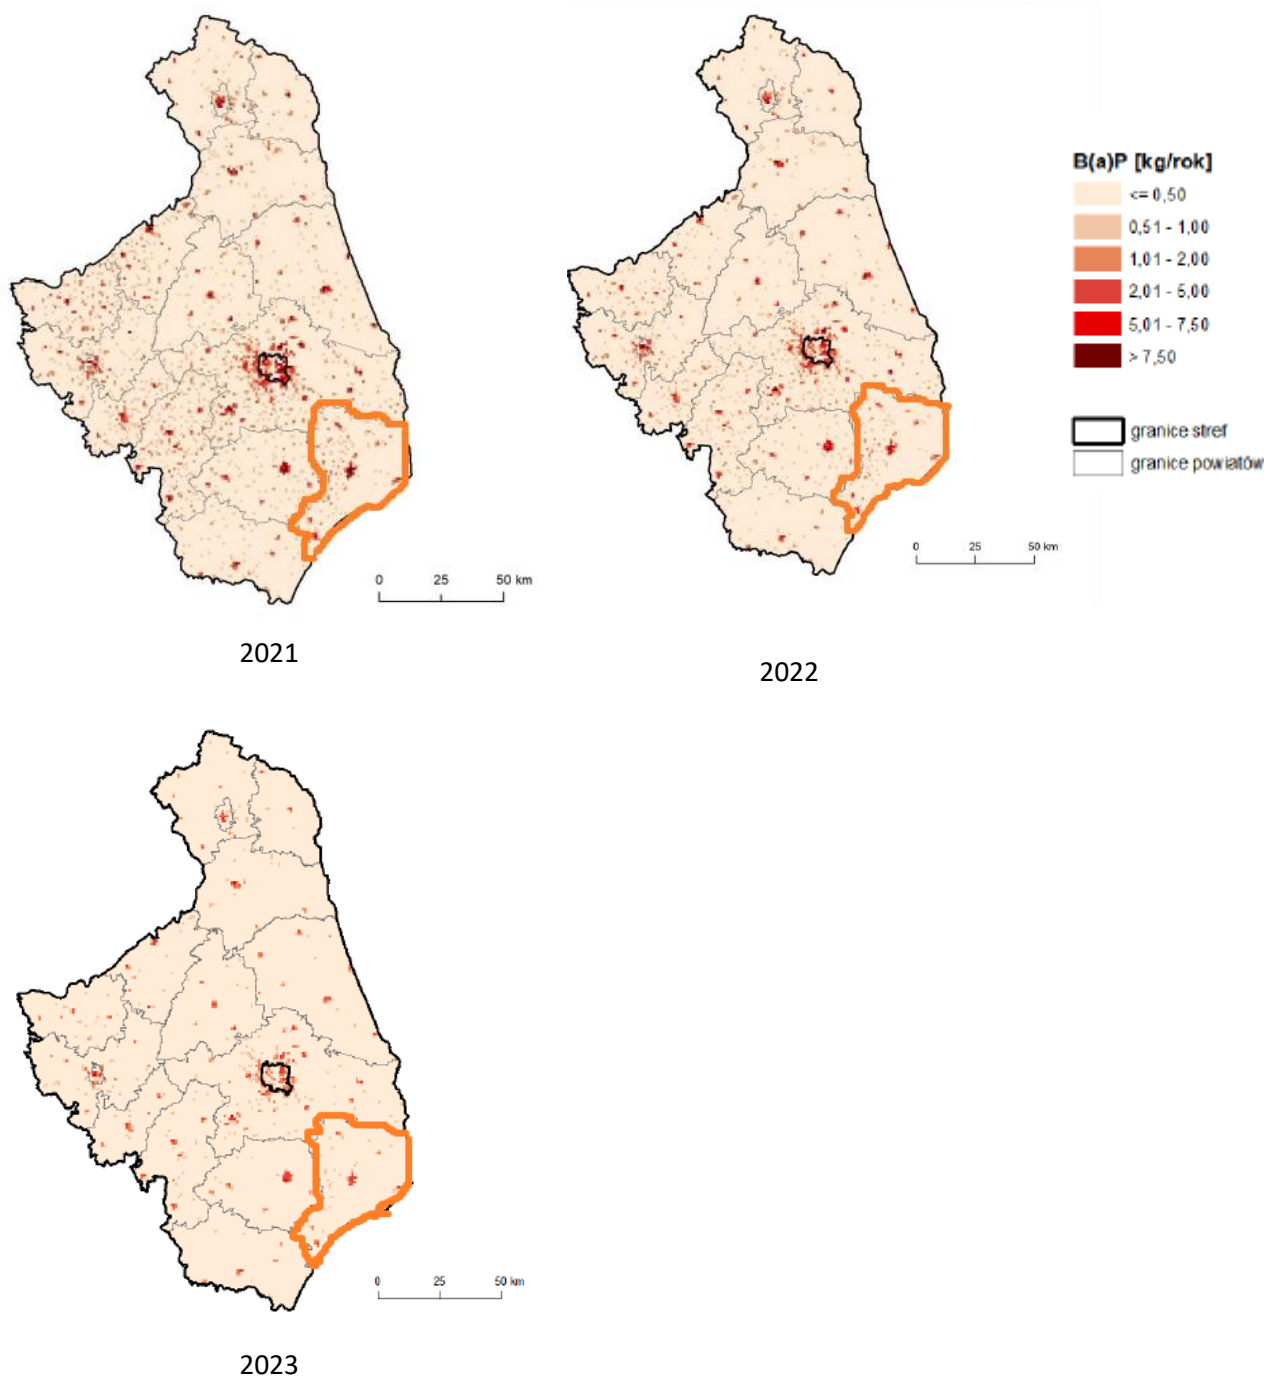 B(a)P [kg/rok]
<= 0,50
0,51 - 1,00
1,01 - 2,00
2,01 - 5,00
5,01 - 7,50
> 7,50
granice stref
granice powiatów
0 25 50 km
0 25 50 km
2021
2022
0 25 50 km
2023